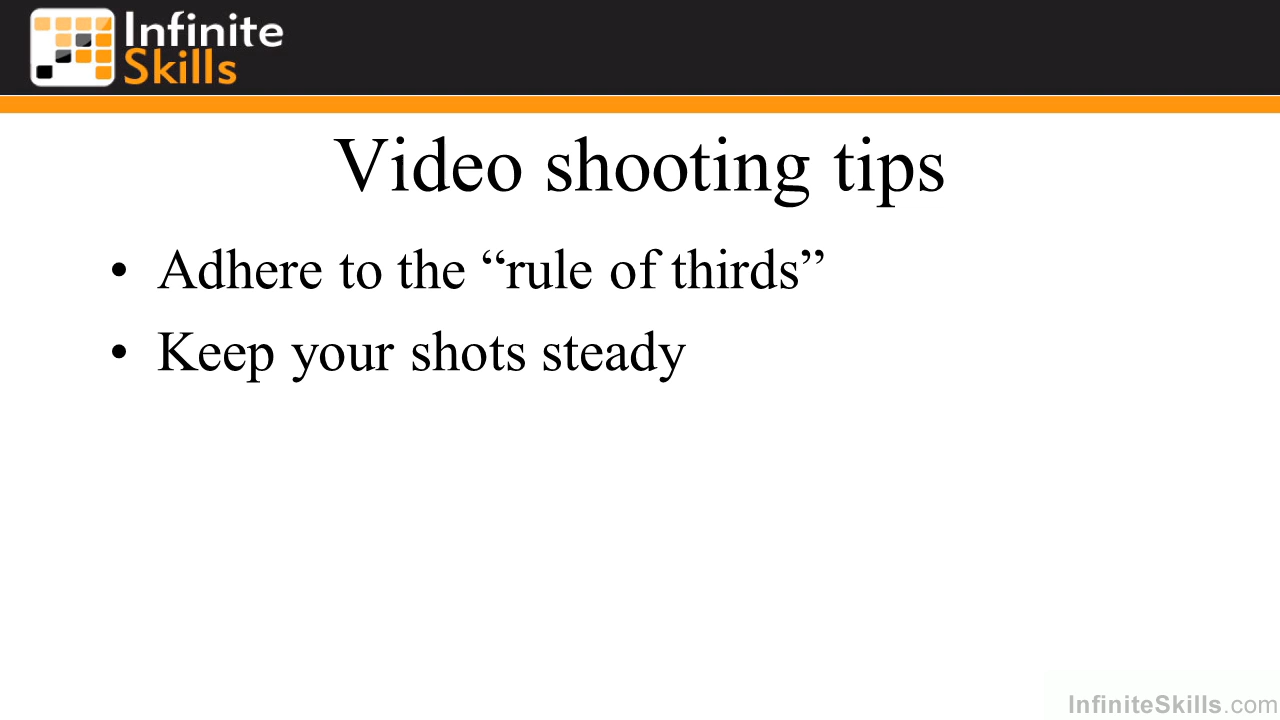 Infinite
Skills
Video shooting tips
• Adhere to the “rule of thirds”
• Keep your shots steady
InfiniteSkills.com